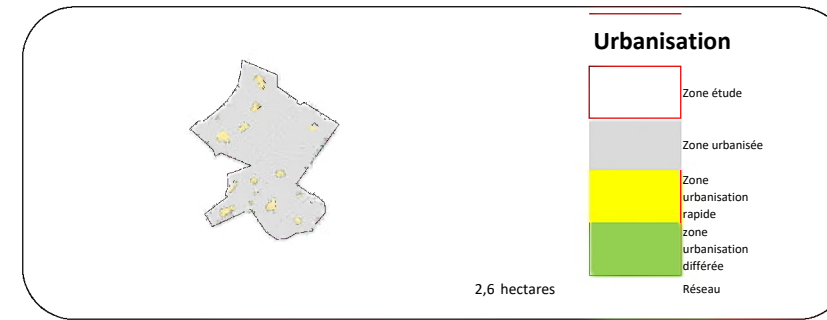 Urbanisation
Zone étude
Zone urbanisée
Zone
urbanisation
rapide
zone
urbanisation
différée
2,6 hectares
Réseau